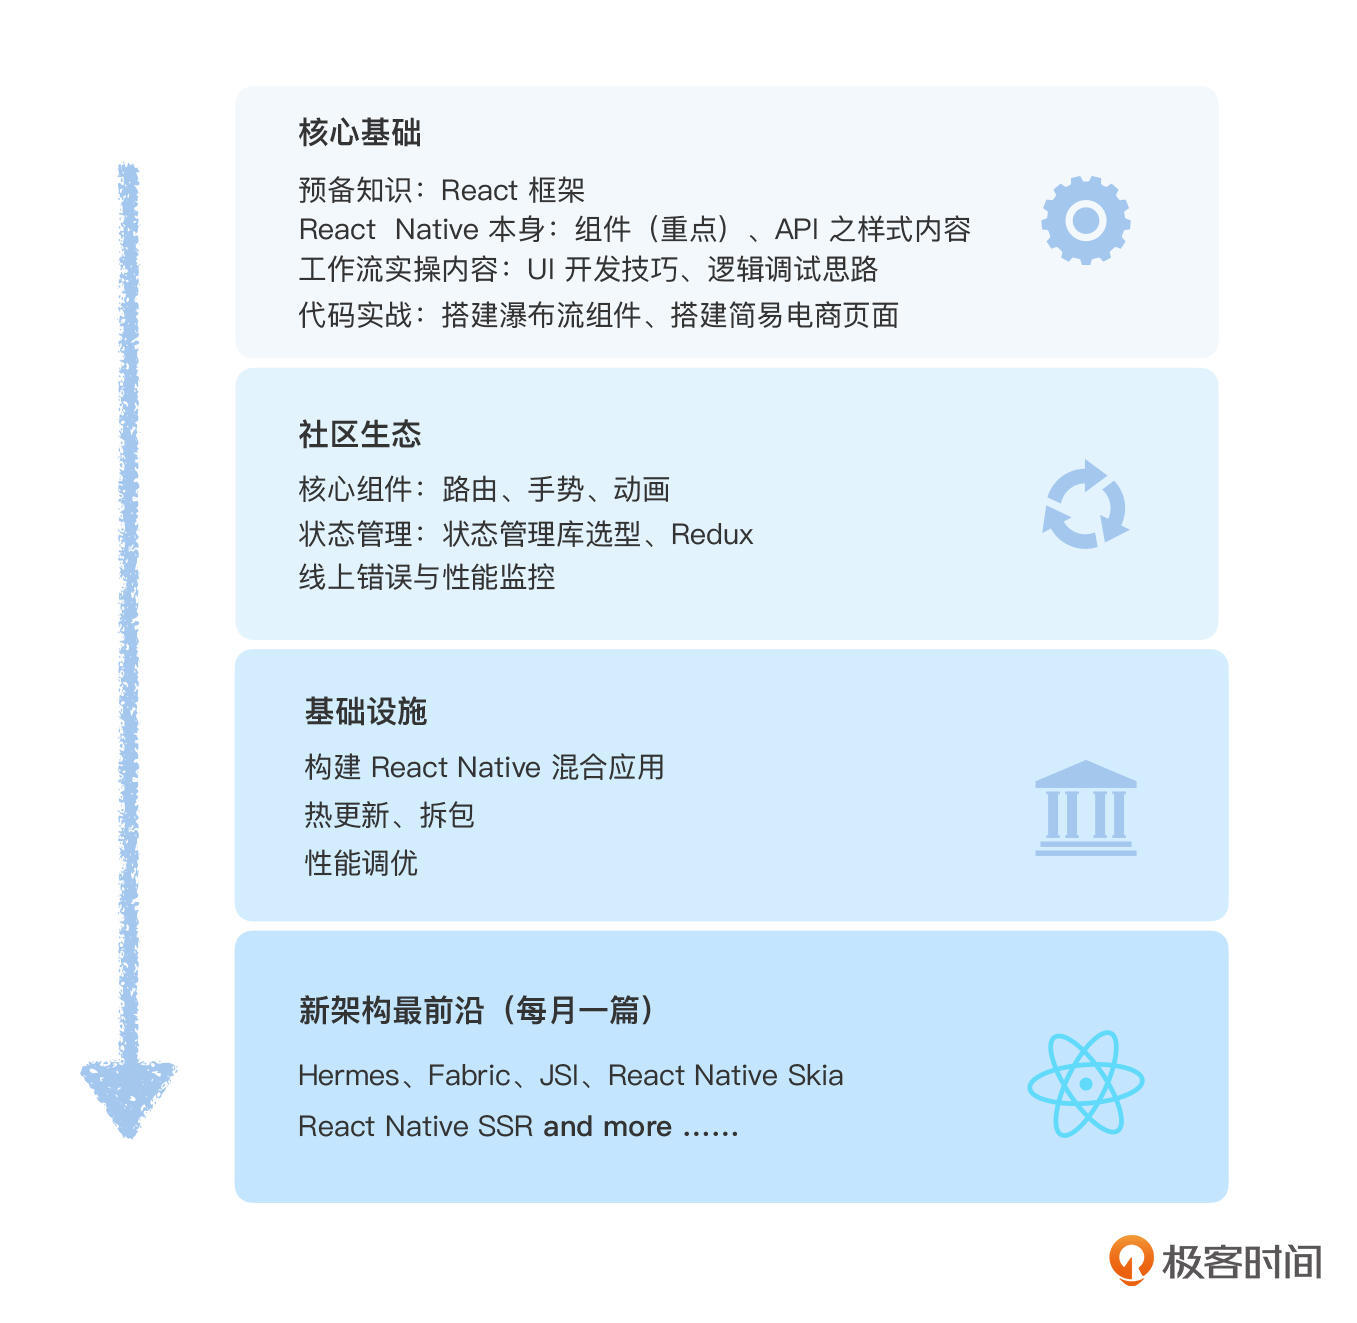 核心基础
预备知识：React 框架
React Native 本身：组件（重点）、API 之样式内容
工作流实操内容：UI 开发技巧、逻辑调试思路
代码实战：搭建瀑布流组件、搭建简易电商页面
社区生态
核心组件：路由、手势、动画
状态管理：状态管理库选型、Redux
线上错误与性能监控
基础设施
构建 React Native 混合应用
热更新、拆包
性能调优
新架构最前沿（每月一篇）
Hermes、Fabric、JSI、React Native Skia
React Native SSR and more ……
极客时间